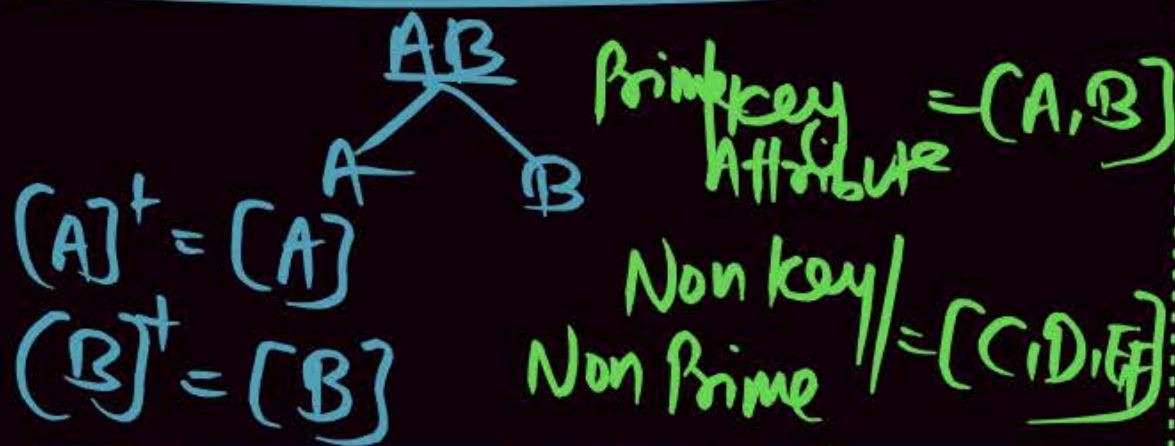 AB
A B
[A]⁺ = [A]
[B]⁺ = [B]
Prime/key
Attribute = [A,B]
Non key/
Non Prime = [C,D,E,F]